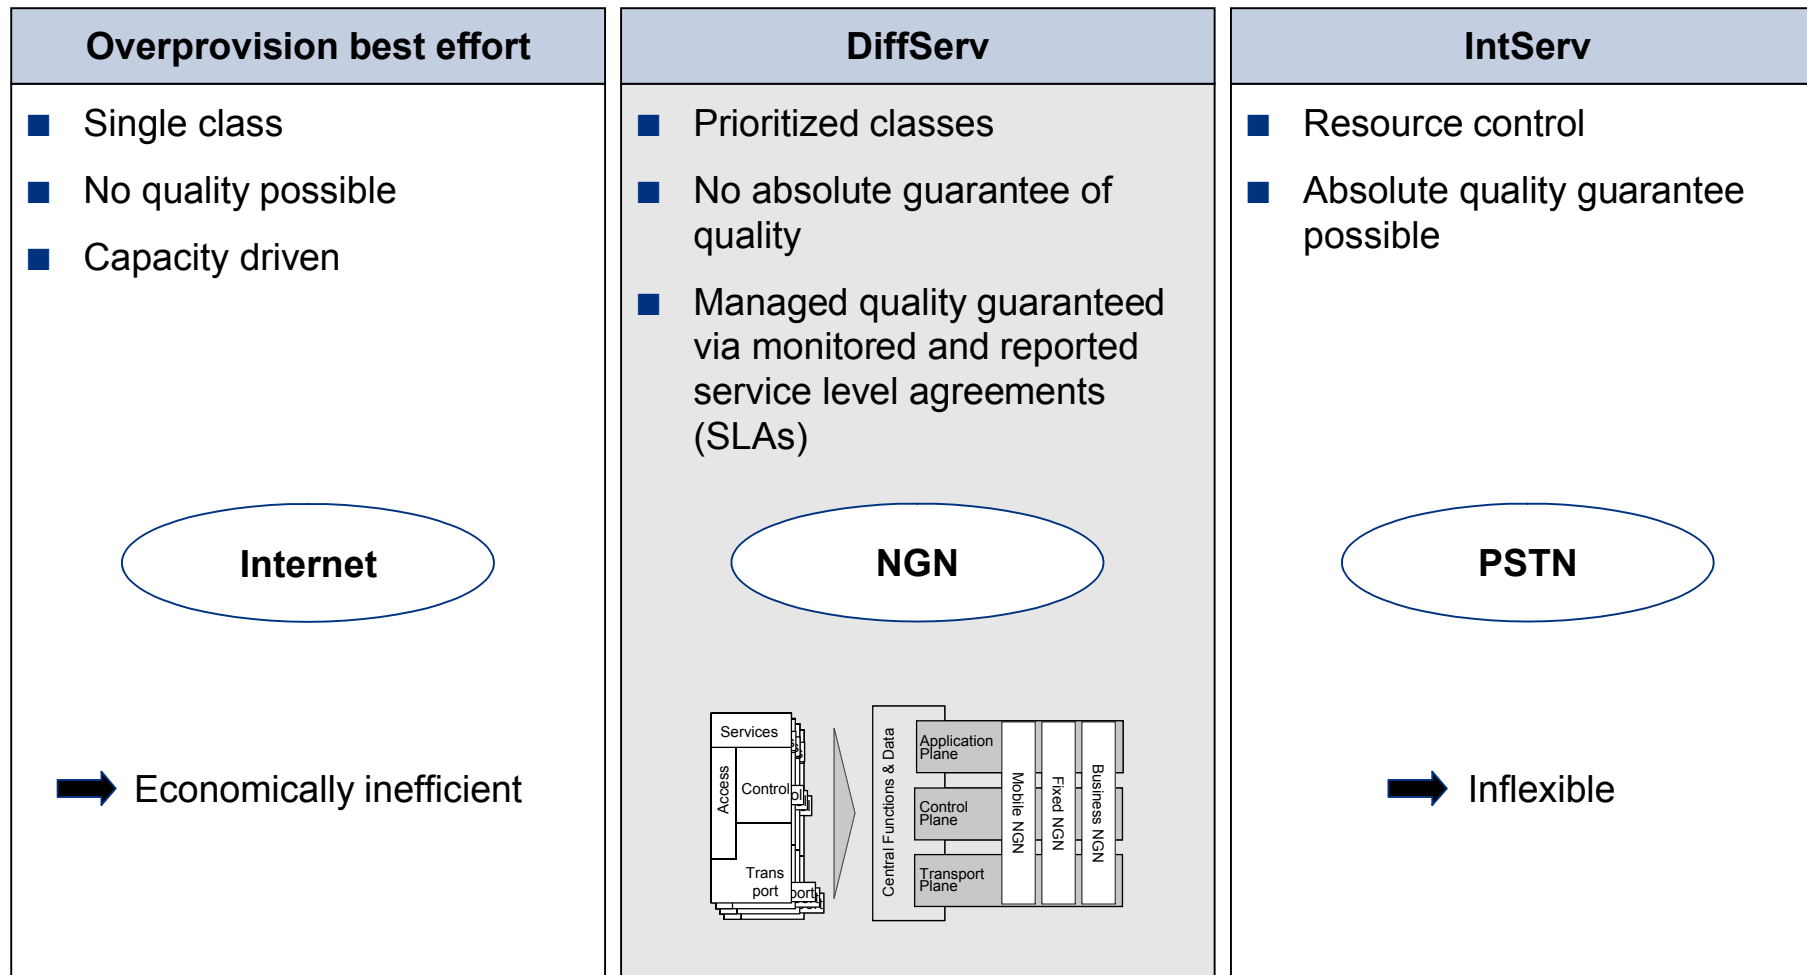 Overprovision best effort
Single class
No quality possible
Capacity driven
Internet
Economically inefficient
DiffServ
Prioritized classes
No absolute guarantee of
quality
Managed quality guaranteed
via monitored and reported
service level agreements
(SLAs)
NGN
Services
Access
Control
Trans
port
Central Functions & Data
Application
Plane
Control
Plane
Transport
Plane
Mobile NGN
Fixed NGN
Business NGN
IntServ
Resource control
Absolute quality guarantee
possible
PSTN
Inflexible